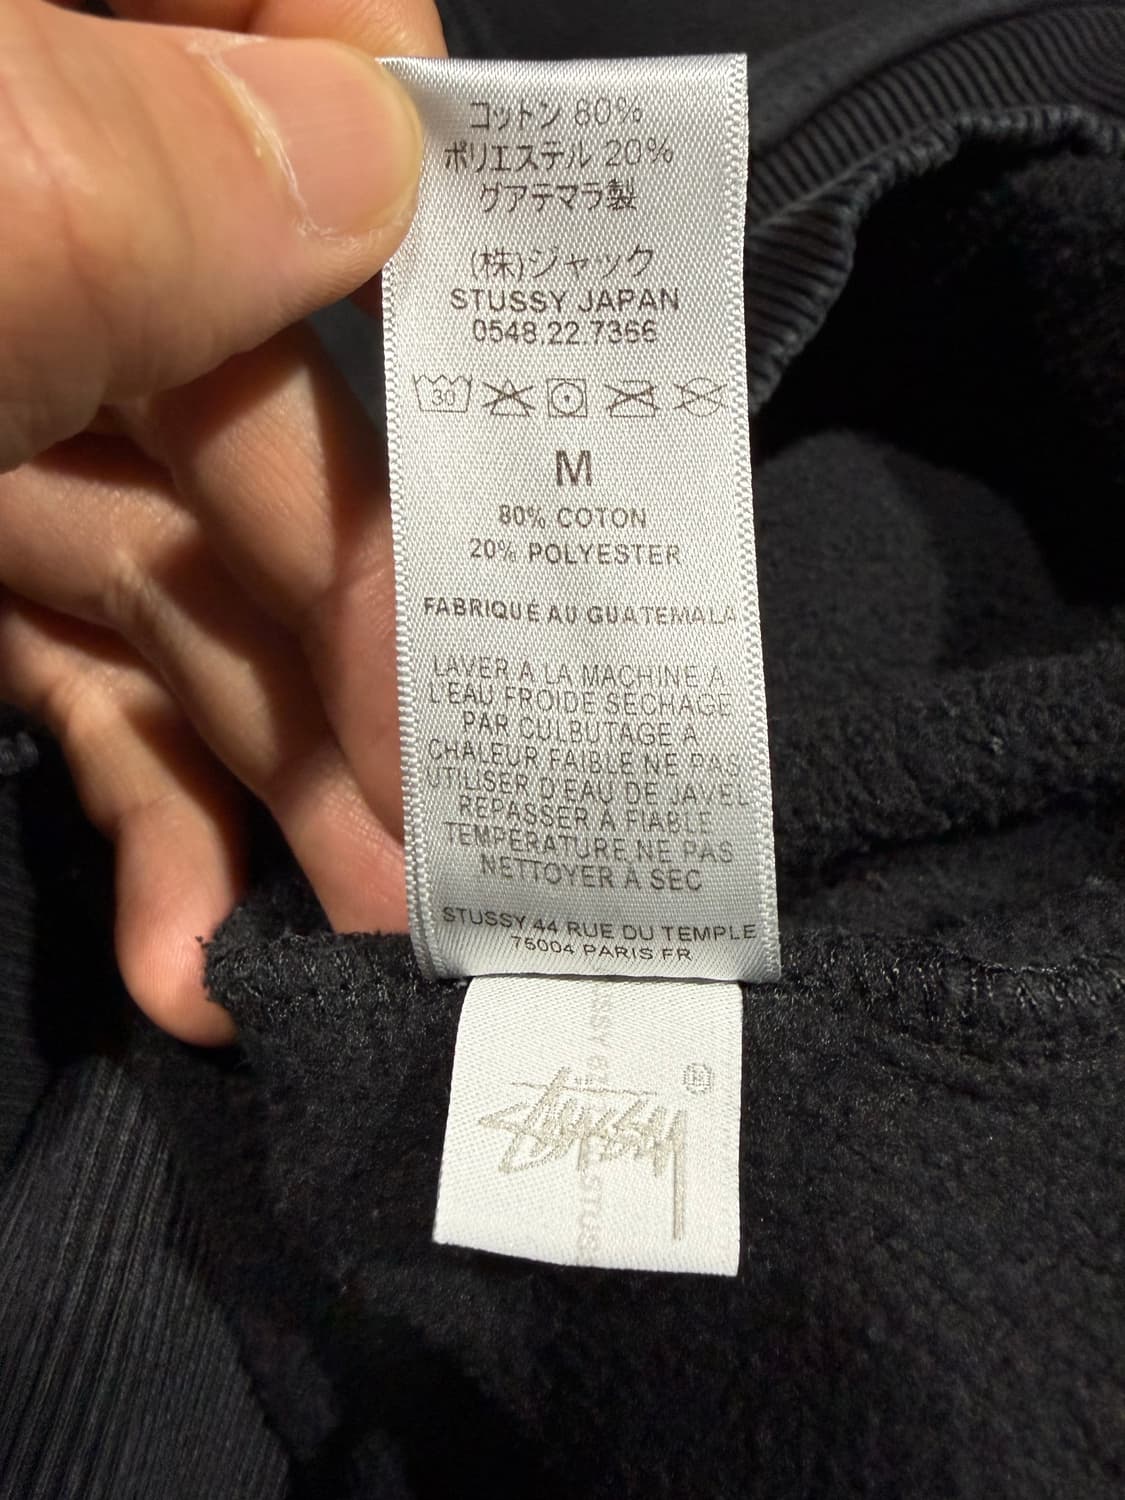 コットン 80%
ポリエステル 20%
グアテマラ製
(株)ジャック
STUSSY JAPAN
0548.22.7366
30
M
80% COTON
20% POLYESTER
FABRIQUÉ AU GUATEMALA
LAVER A LA MACHINE A
L'EAU FROIDE SÉCHAGE
PAR CULBUTAGE À
CHALEUR FAIBLE NE PAS
UTILISER D'EAU DE JAVEL
REPASSER A FIABLE
TEMPÉRATURE NE PAS
NETTOYER A SEC
STUSSY 44 RUE DU TEMPLE
75004 PARIS FR
Stüssy ®